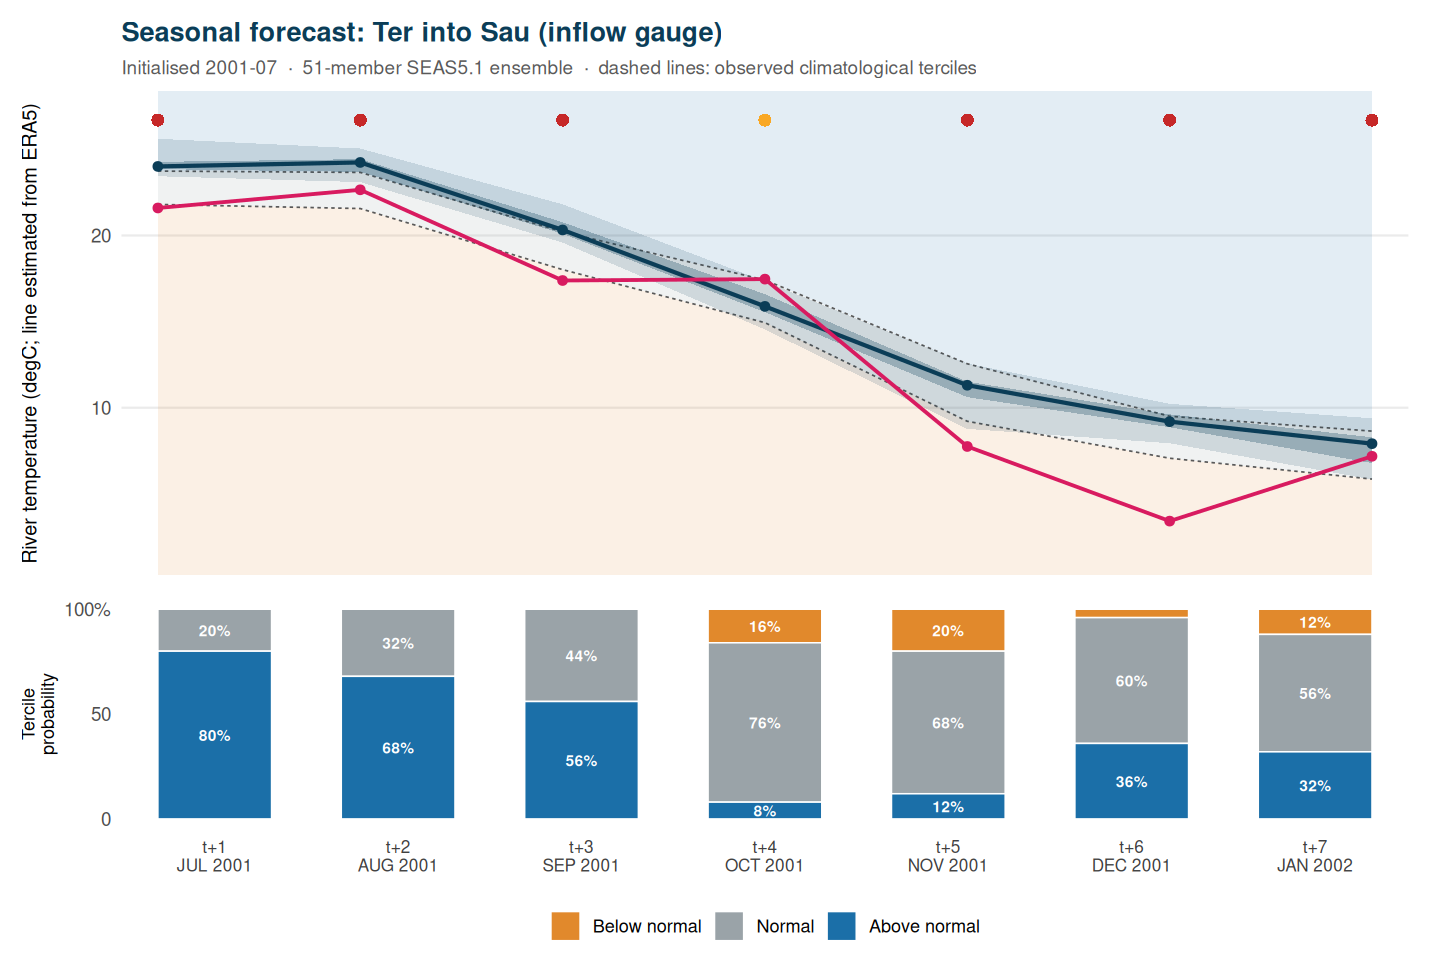 Seasonal forecast: Ter into Sau (inflow gauge)
Initialised 2001-07 · 51-member SEAS5.1 ensemble · dashed lines: observed climatological terciles
River temperature (degC; line estimated from ERA5)
20
10
Tercile
probability
100%
50
0
20%
80%
32%
68%
44%
56%
16%
76%
8%
20%
68%
12%
60%
36%
12%
56%
32%
t+1
JUL 2001
t+2
AUG 2001
t+3
SEP 2001
t+4
OCT 2001
t+5
NOV 2001
t+6
DEC 2001
t+7
JAN 2002
Below normal
Normal
Above normal